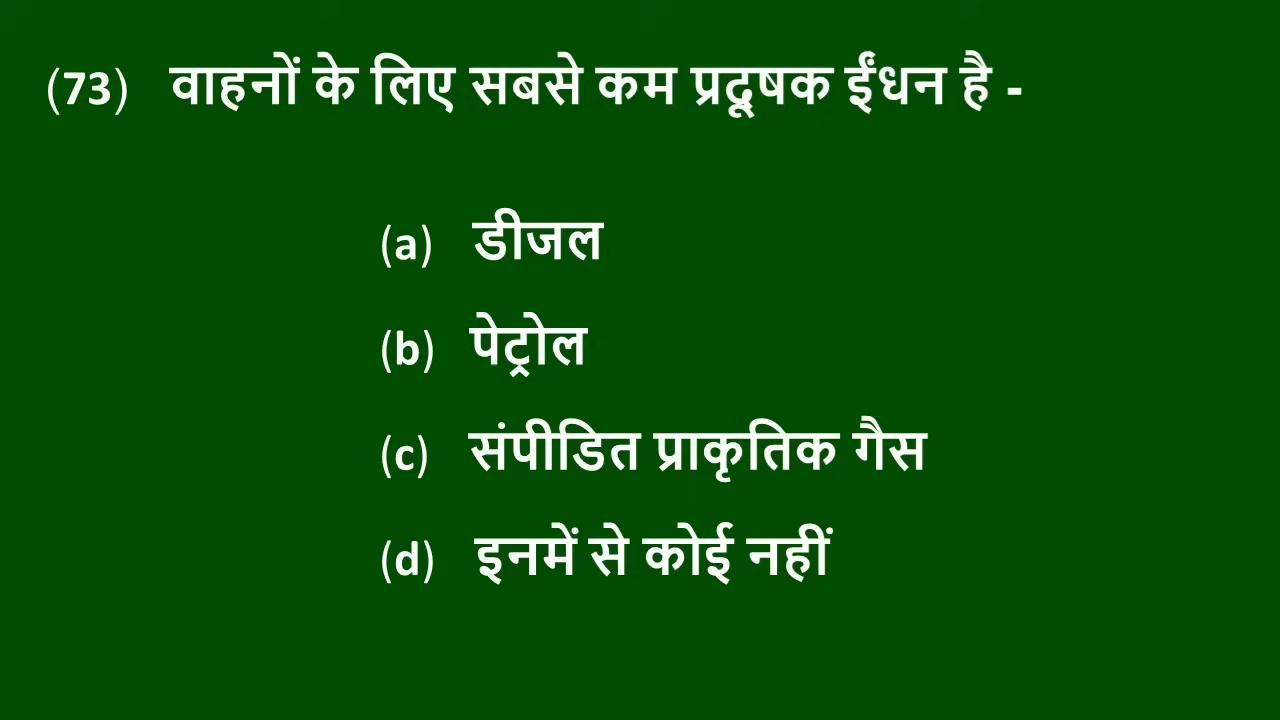 (73) वाहनों के लिए सबसे कम प्रदूषक ईंधन है -
(a) डीजल
(b) पेट्रोल
(c) संपीडित प्राकृतिक गैस
(d) इनमें से कोई नहीं